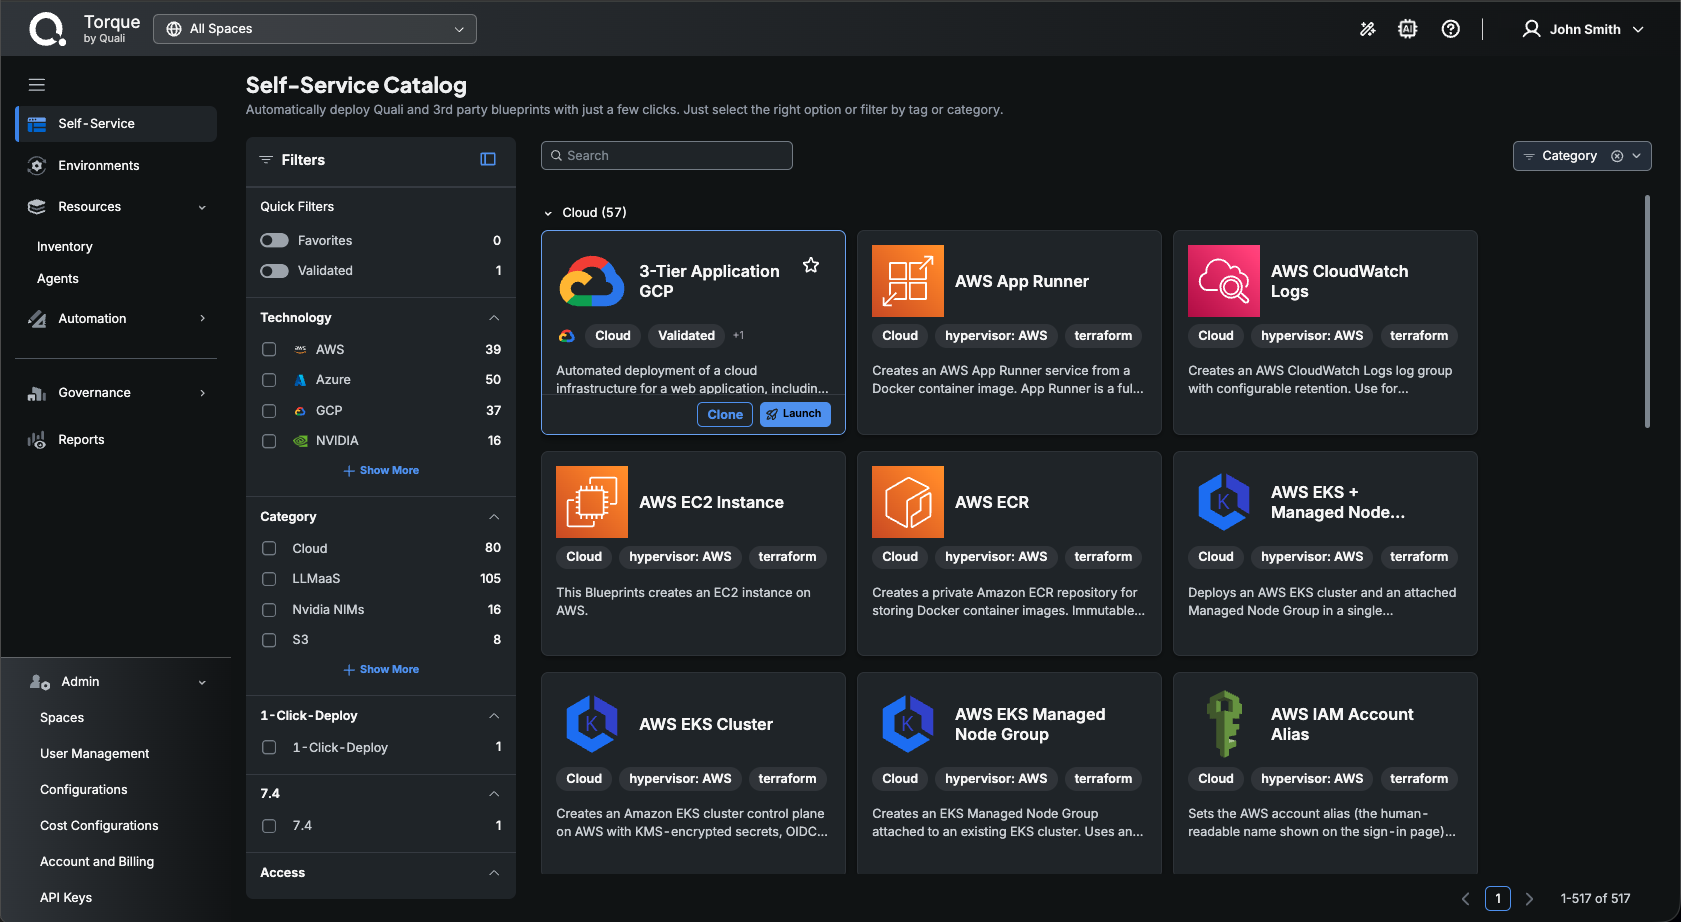 Torque
by Quali
All Spaces
AI
John Smith
Self-Service
Environments
Resources
Inventory
Agents
Automation
Governance
Reports
Admin
Spaces
User Management
Configurations
Cost Configurations
Account and Billing
API Keys
Self-Service Catalog
Automatically deploy Quali and 3rd party blueprints with just a few clicks. Just select the right option or filter by tag or category.
Filters
Quick Filters
Favorites 0
Validated 1
Technology
aws AWS 39
Azure 50
GCP 37
NVIDIA 16
Show More
Category
Cloud 80
LLMaaS 105
Nvidia NIMs 16
S3 8
Show More
1-Click-Deploy
1-Click-Deploy 1
7.4
7.4 1
Access
Search
Category
Cloud (57)
3-Tier Application
GCP
Cloud Validated +1
Automated deployment of a cloud
infrastructure for a web application, includin...
Clone Launch
AWS App Runner
Cloud hypervisor: AWS terraform
Creates an AWS App Runner service from a
Docker container image. App Runner is a ful...
AWS CloudWatch
Logs
Cloud hypervisor: AWS terraform
Creates an AWS CloudWatch Logs log group
with configurable retention. Use for...
AWS EC2 Instance
Cloud hypervisor: AWS terraform
This Blueprints creates an EC2 instance on
AWS.
AWS ECR
Cloud hypervisor: AWS terraform
Creates a private Amazon ECR repository for
storing Docker container images. Immutable...
K
AWS EKS +
Managed Node...
Cloud hypervisor: AWS terraform
Deploys an AWS EKS cluster and an attached
Managed Node Group in a single...
K
AWS EKS Cluster
Cloud hypervisor: AWS terraform
Creates an Amazon EKS cluster control plane
on AWS with KMS-encrypted secrets, OIDC...
K
AWS EKS Managed
Node Group
Cloud hypervisor: AWS terraform
Creates an EKS Managed Node Group
attached to an existing EKS cluster. Uses an...
AWS IAM Account
Alias
Cloud hypervisor: AWS terraform
Sets the AWS account alias (the human-
readable name shown on the sign-in page)...
1
1-517 of 517